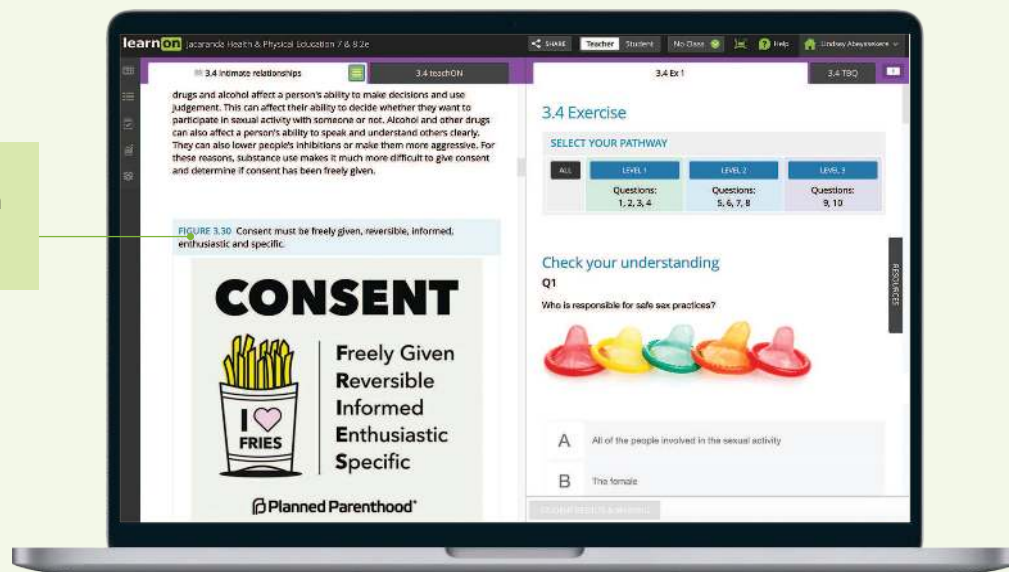 learnon Jacaranda Health & Physical Education 7 & 8 2e
SHARE Teacher Student No Class Help Lindsey
3.4 Intimate relationships
3.4 teachON
drugs and alcohol affect a person's ability to make decisions and use
judgement. This can affect their ability to decide whether they want to
participate in sexual activity with someone or not. Alcohol and other drugs
can also affect a person's ability to speak and understand others clearly.
They can also lower people's inhibitions or make them more aggressive. For
these reasons, substance use makes it much more difficult to give consent
and determine if consent has been freely given.
FIGURE 3.30 Consent must be freely given, reversible, informed,
enthusiastic and specific.
CONSENT
I
FRIES
Freely Given
Reversible
Informed
Enthusiastic
Specific
Planned Parenthood®
3.4 Ex 1
3.4 TBQ
3.4 Exercise
SELECT YOUR PATHWAY
ALL
LEVEL 1
Questions:
1, 2, 3, 4
LEVEL 2
Questions:
5, 6, 7, 8
LEVEL 3
Questions:
9, 10
Check your understanding
Q1
Who is responsible for safe sex practices?
A All of the people involved in the sexual activity
B The female
RESOURCES